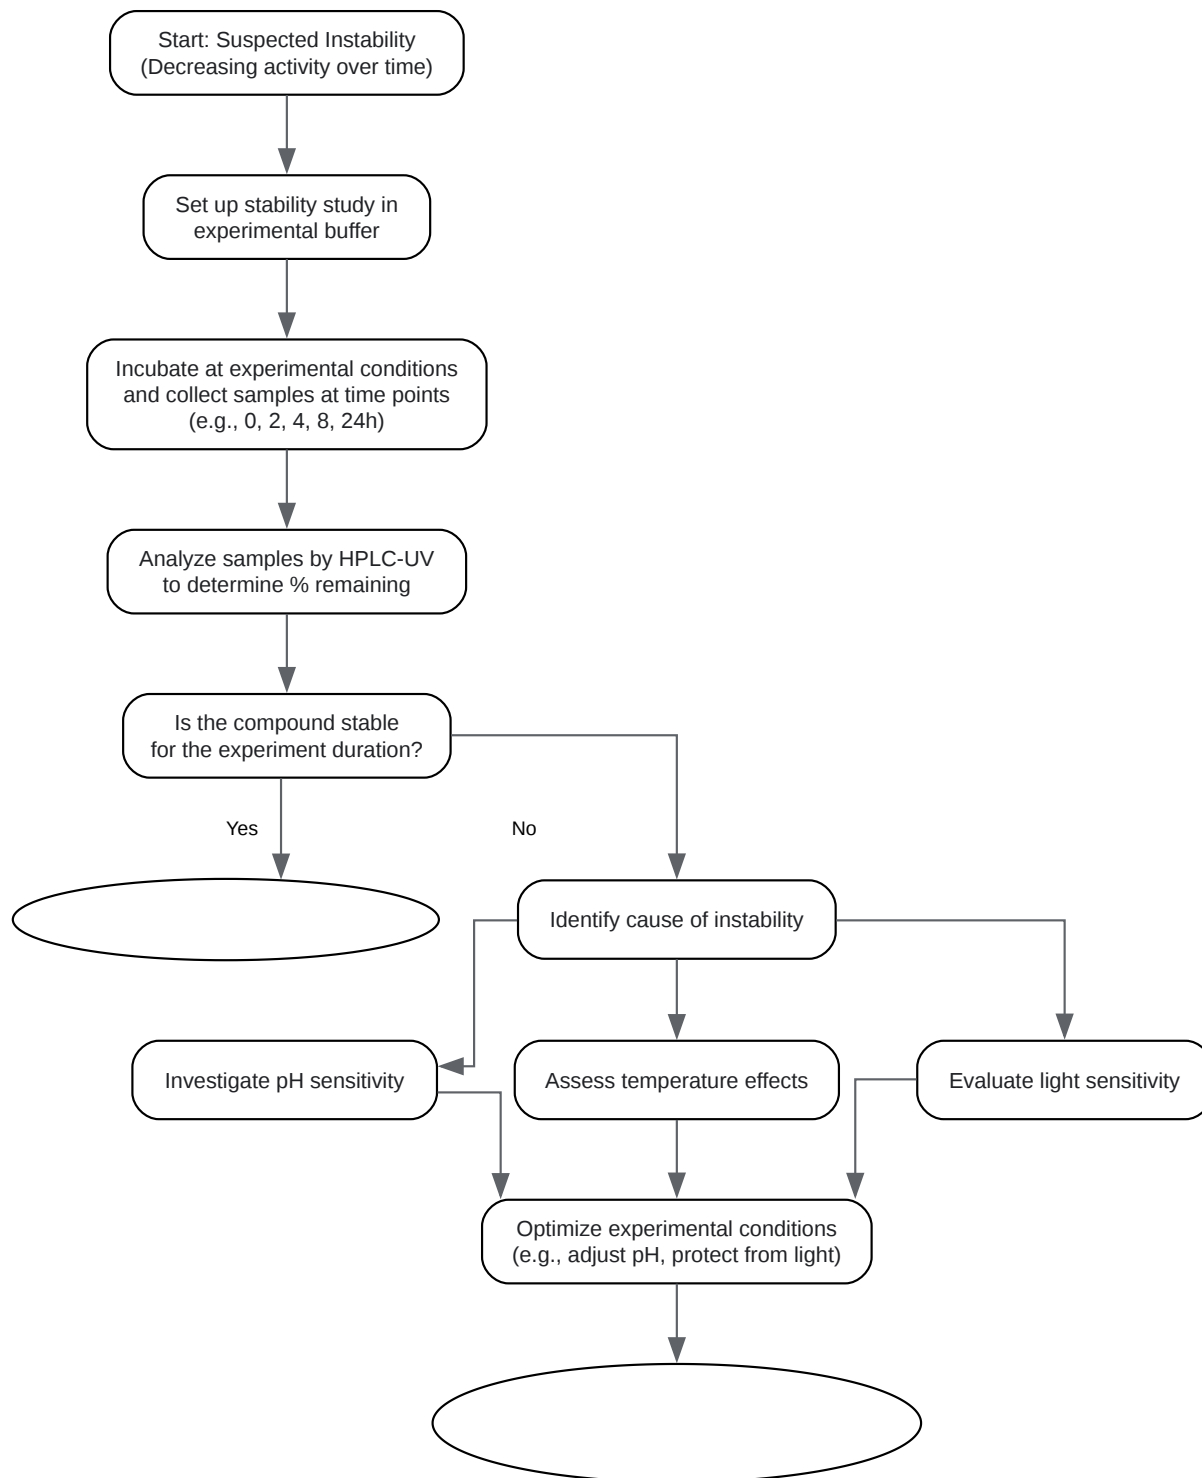 Start: Suspected Instability
(Decreasing activity over time)
Set up stability study in
experimental buffer
Incubate at experimental conditions
and collect samples at time points
(e.g., 0, 2, 4, 8, 24h)
Analyze samples by HPLC-UV
to determine % remaining
Is the compound stable
for the experiment duration?
Yes
No
Identify cause of instability
Investigate pH sensitivity
Assess temperature effects
Evaluate light sensitivity
Optimize experimental conditions
(e.g., adjust pH, protect from light)